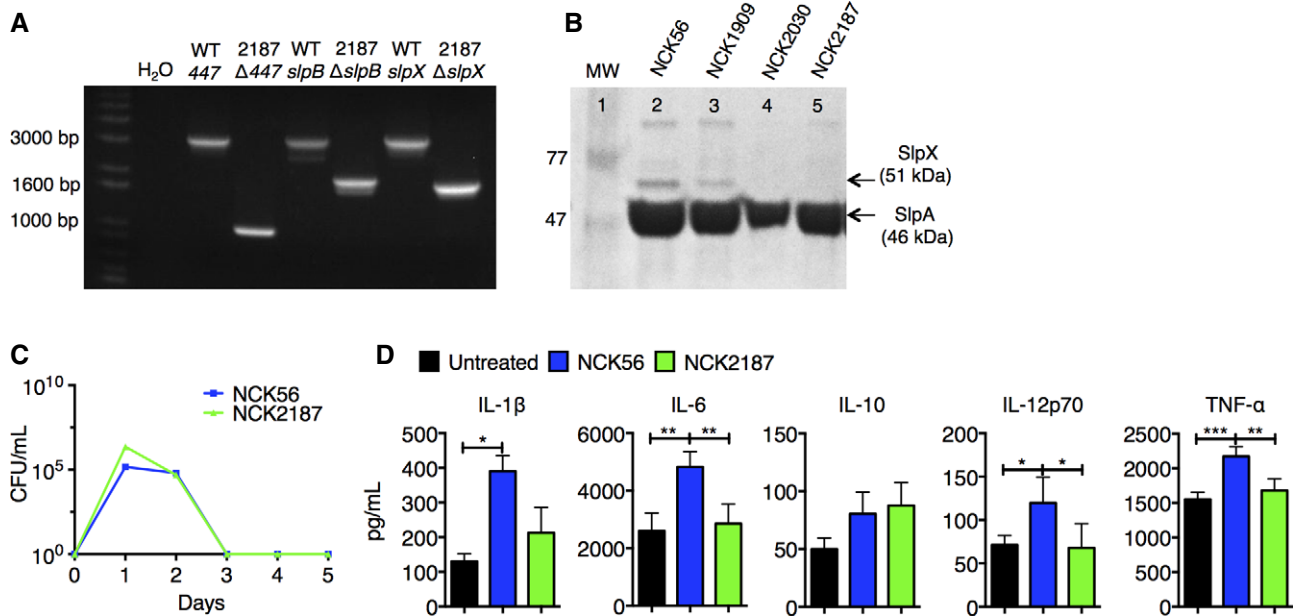 A
H2O
WT 447
2187 Δ447
WT slpB
2187 ΔslpB
WT slpX
2187 ΔslpX
3000 bp
1600 bp
1000 bp
B
MW
NCK56
NCK1909
NCK2030
NCK2187
1 2 3 4 5
77
47
SlpX
(51 kDa)
SlpA
(46 kDa)
C
NCK56
NCK2187
CFU/mL
10^10
10^5
10^0
0 1 2 3 4 5
Days
D
Untreated NCK56 NCK2187
pg/mL
IL-1β
*
500
400
300
200
100
0
IL-6
** **
6000
4000
2000
0
IL-10
150
100
50
0
IL-12p70
* *
200
150
100
50
0
TNF-α
*** **
2500
2000
1500
1000
500
0